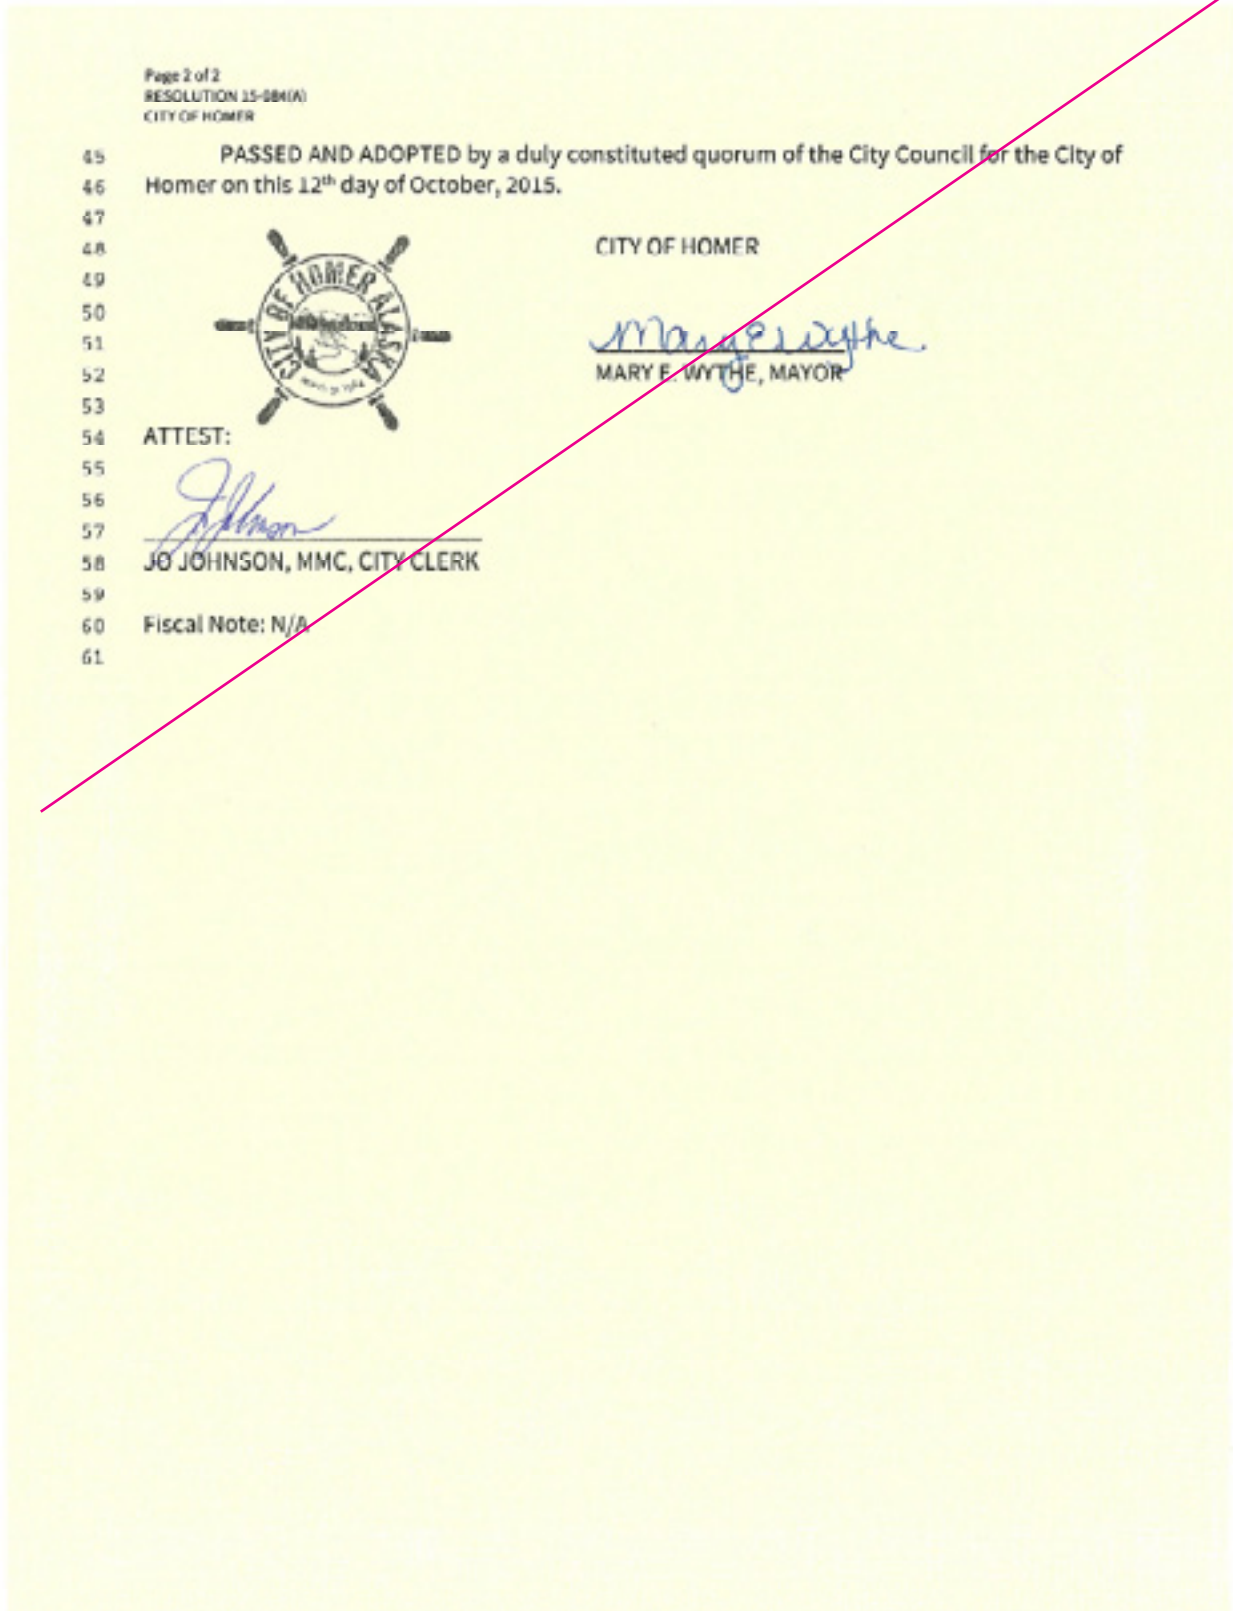 Page 2 of 2
RESOLUTION 15-084(A)
CITY OF HOMER
45 PASSED AND ADOPTED by a duly constituted quorum of the City Council for the City of
46 Homer on this 12th day of October, 2015.
47
48 CITY OF HOMER
49
50
51 Mary E Wythe
52 MARY E. WYTHE, MAYOR
53
CITY OF HOMER ALASKA
54 ATTEST:
55
56
57 J Johnson
58 JO JOHNSON, MMC, CITY CLERK
59
60 Fiscal Note: N/A
61